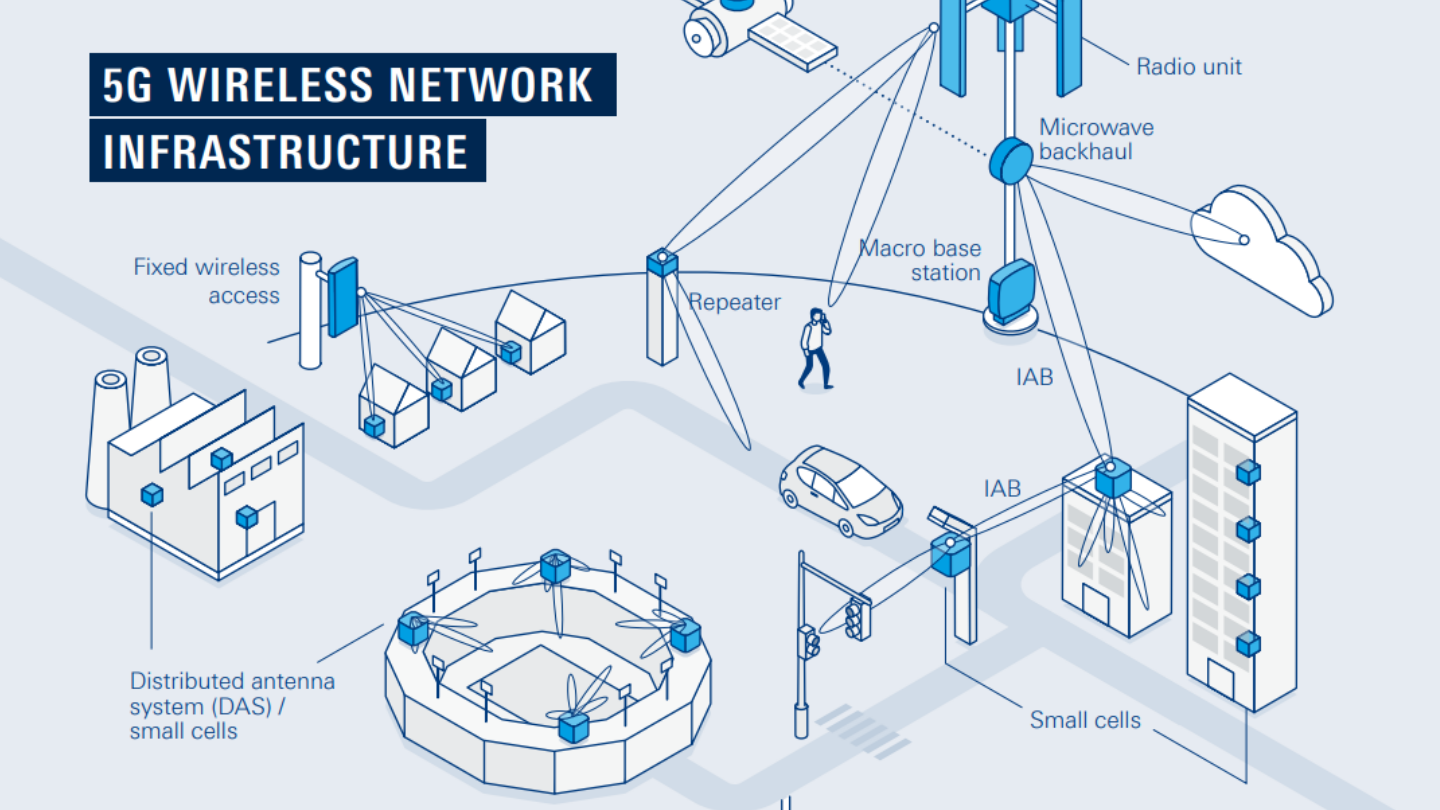 5G WIRELESS NETWORK
INFRASTRUCTURE
Radio unit
Microwave
backhaul
Macro base
station
Fixed wireless
access
Repeater
IAB
IAB
Distributed antenna
system (DAS) /
small cells
Small cells